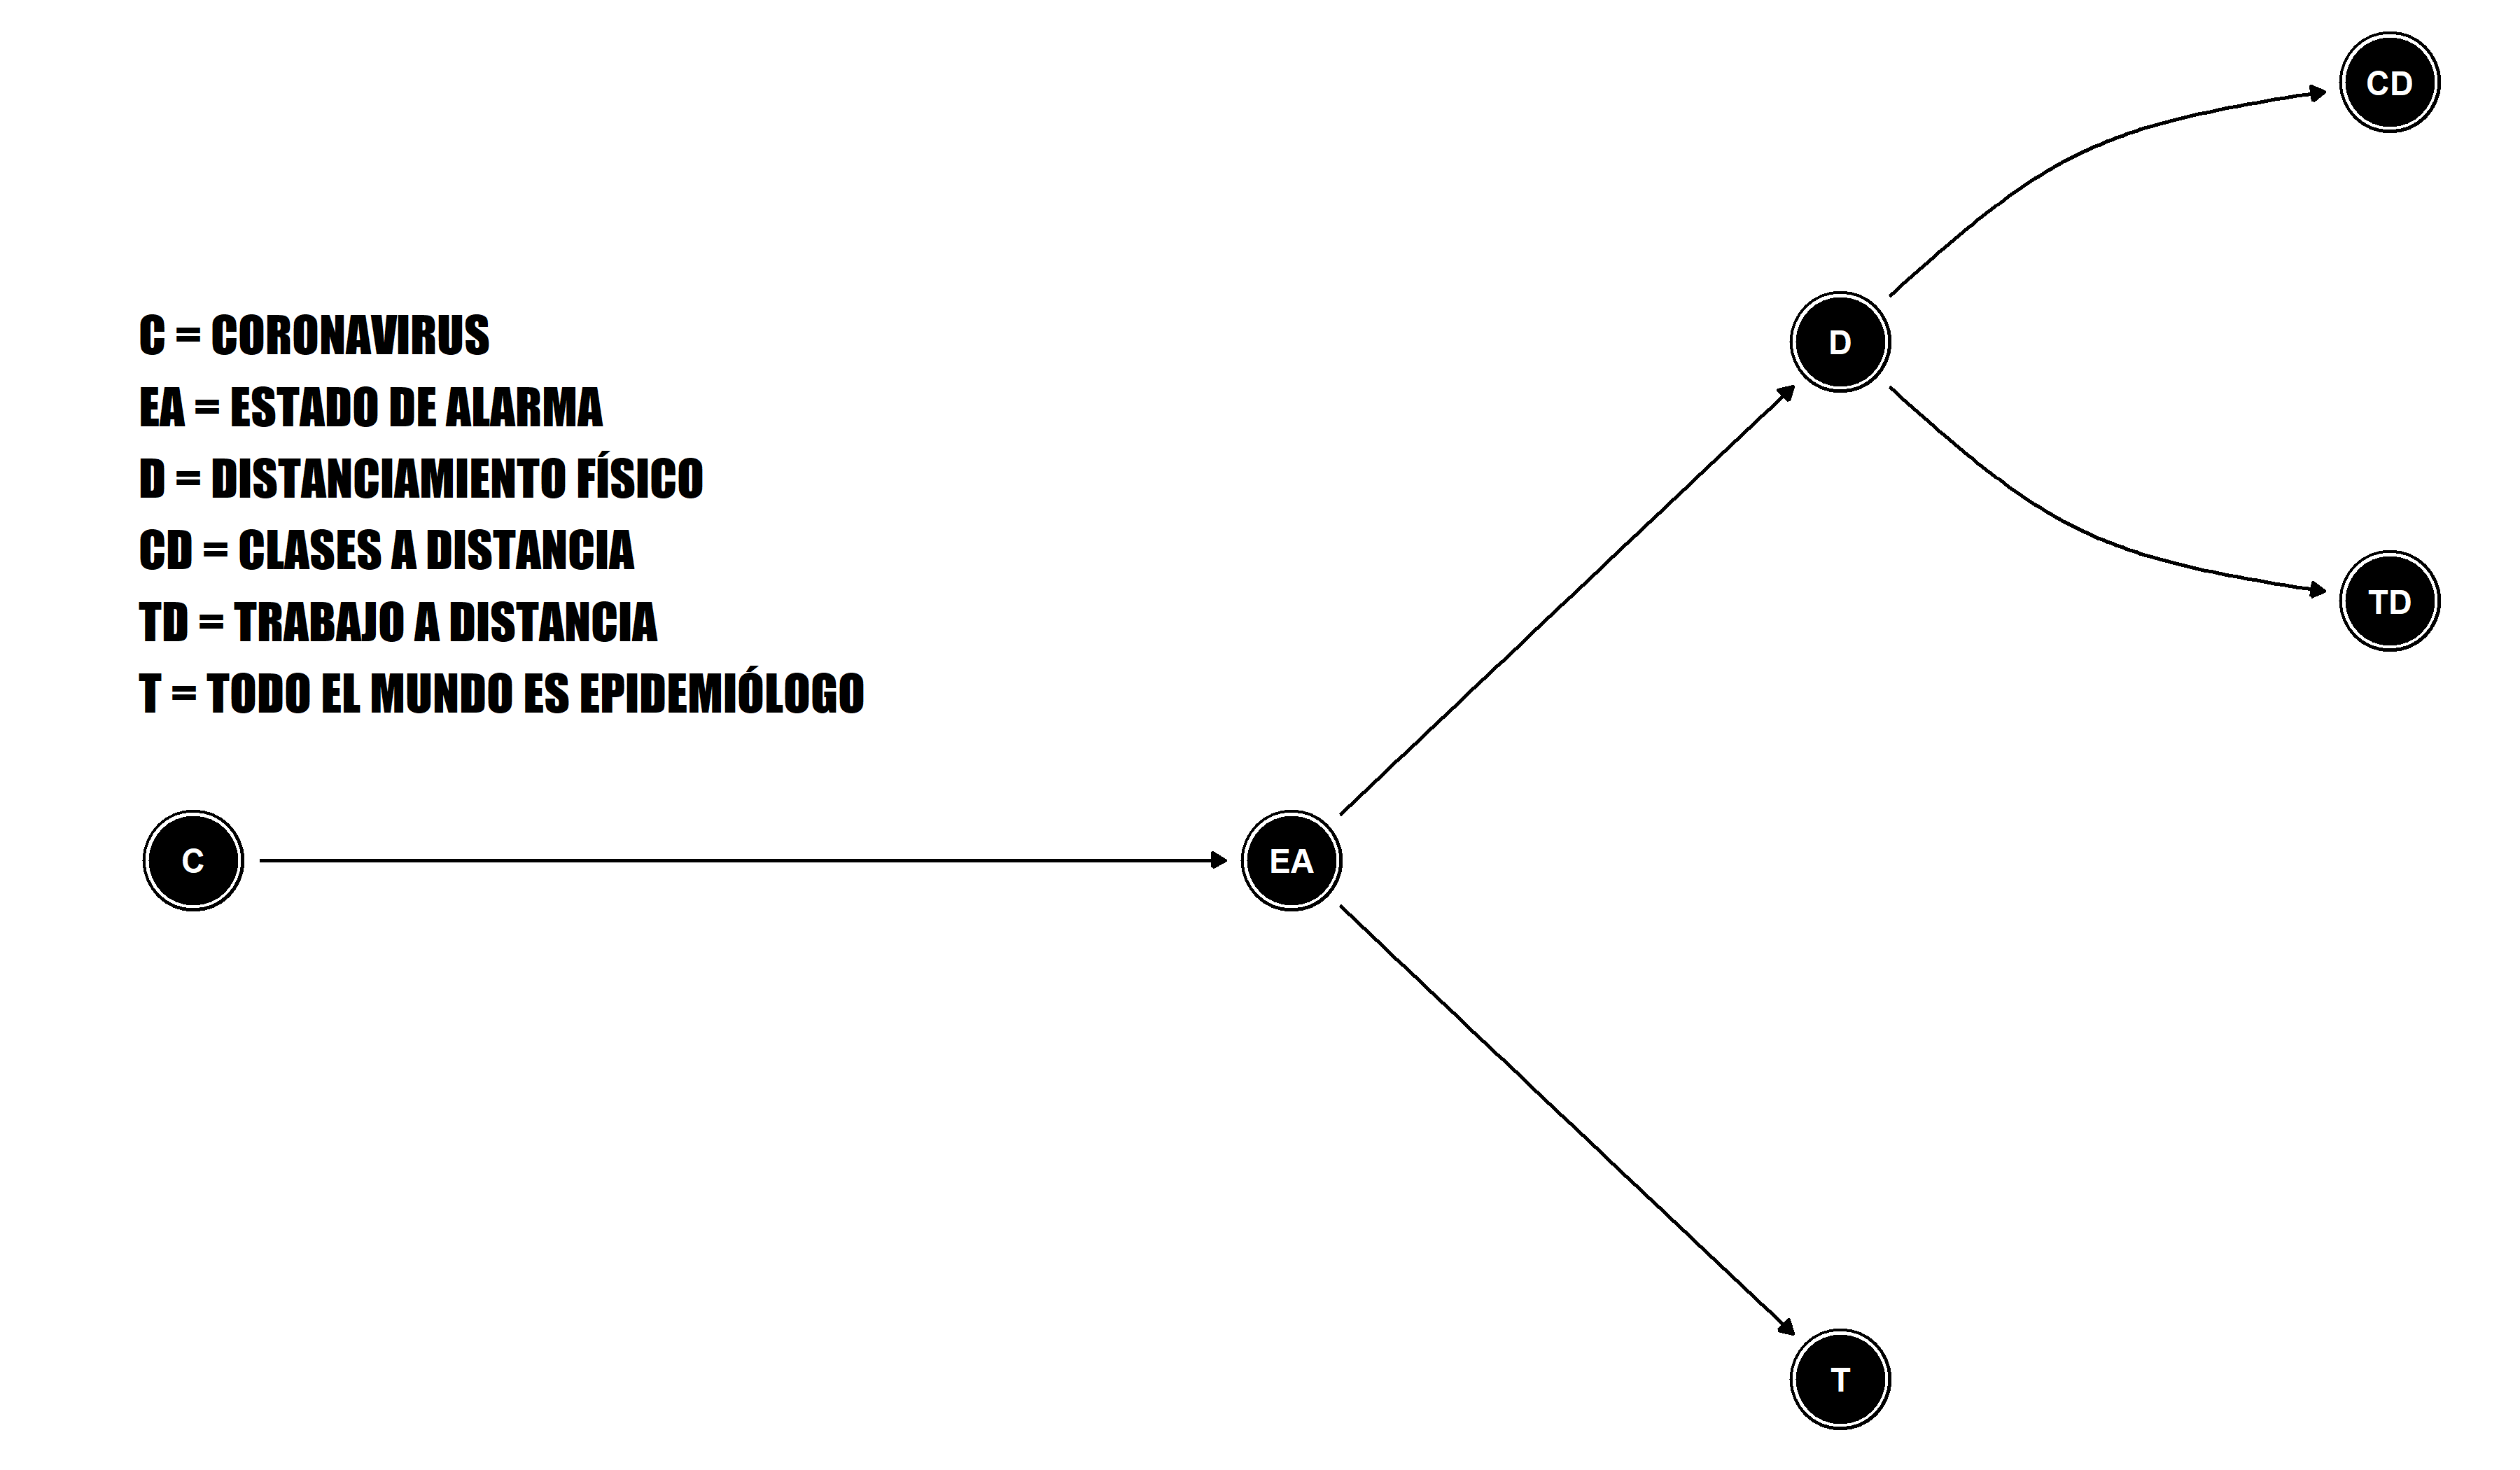 CD
D
C = CORONAVIRUS
EA = ESTADO DE ALARMA
D = DISTANCIAMIENTO FÍSICO
CD = CLASES A DISTANCIA
TD = TRABAJO A DISTANCIA
T = TODO EL MUNDO ES EPIDEMIÓLOGO
TD
C
EA
T